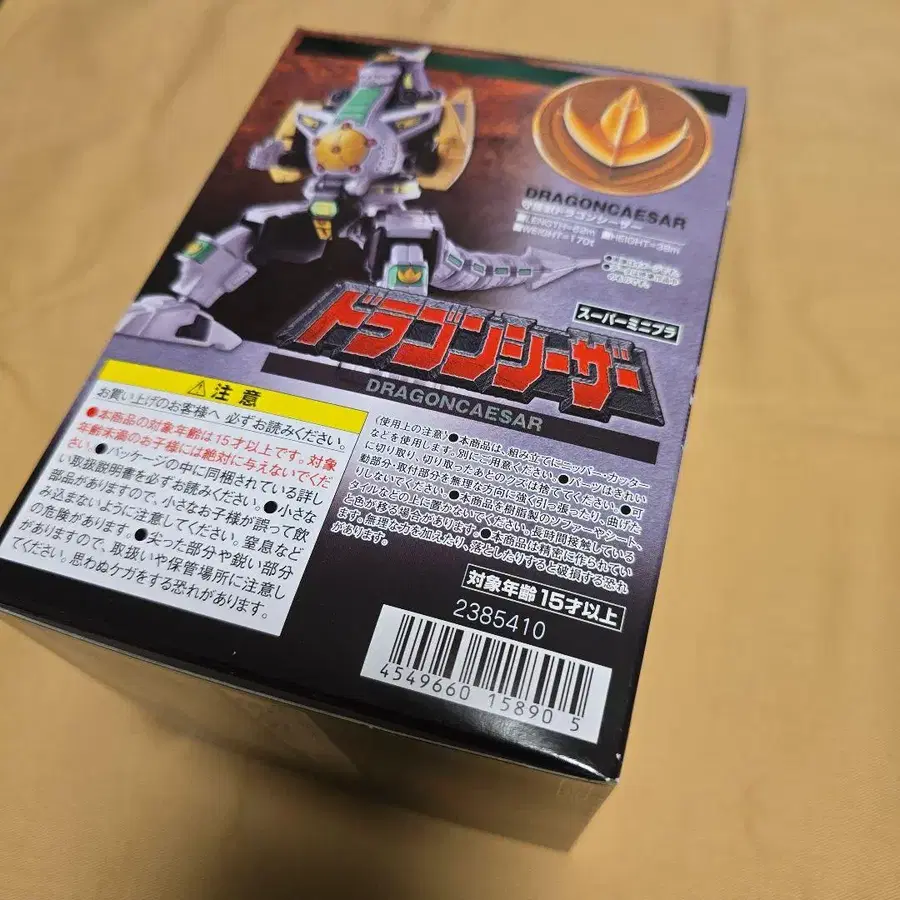 DRAGONCAESAR
守護獣ドラゴンシーザー
■LENGTH=62m ■HEIGHT=39m
■WEIGHT=170t
スーパーミニプラ
ドラゴンシーザー
DRAGONCAESAR
注意
お買い上げのお客様へ 必ずお読みください。
●本商品の対象年齢は15才以上です。対象
年齢未満のお子様には絶対に与えないでくだ
さい。●パッケージの中に同梱されている詳し
い取扱説明書を必ずお読みください。●小さな
部品がありますので、小さなお子様が誤って飲
み込まないように注意してください。窒息など
の危険があります。●尖った部分や鋭い部分
がありますので、取扱いや保管場所に注意し
てください。思わぬケガをする恐れがあります。
〈使用上の注意〉●本商品は、組み立てにニッパー・カッター
などを使用します。別にご用意ください。●パーツはきれい
に切り取り、切り取ったあとのクズは捨ててください。●可
動部分・取付部分を無理な方向に強く引っ張ったり、曲げた
りしないでください。●本商品を樹脂製のソファーやシート、
タイルなどの上に置かないでください。長時間接触している
と色が移る場合があります。●本商品は精密に作られてい
ます。無理な力を加えたり、落としたりすると破損する恐れ
があります。
対象年齢 15才以上
2385410
4549660 15890 5